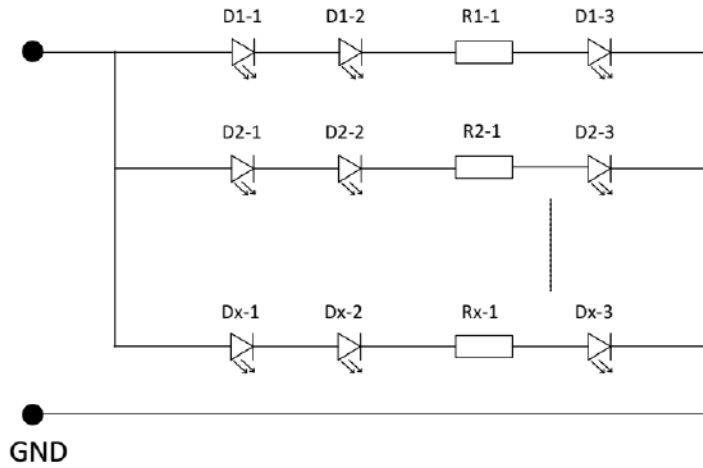 D1-1 D1-2 R1-1 D1-3
D2-1 D2-2 R2-1 D2-3
Dx-1 Dx-2 Rx-1 Dx-3
GND